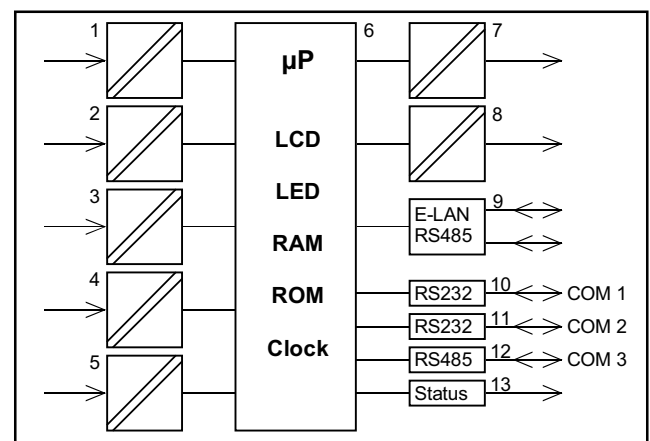 1
2
3
4
5
µP
LCD
LED
RAM
ROM
Clock
6
7
8
E-LAN
RS485
9
RS232
10
COM 1
RS232
11
COM 2
RS485
12
COM 3
Status
13